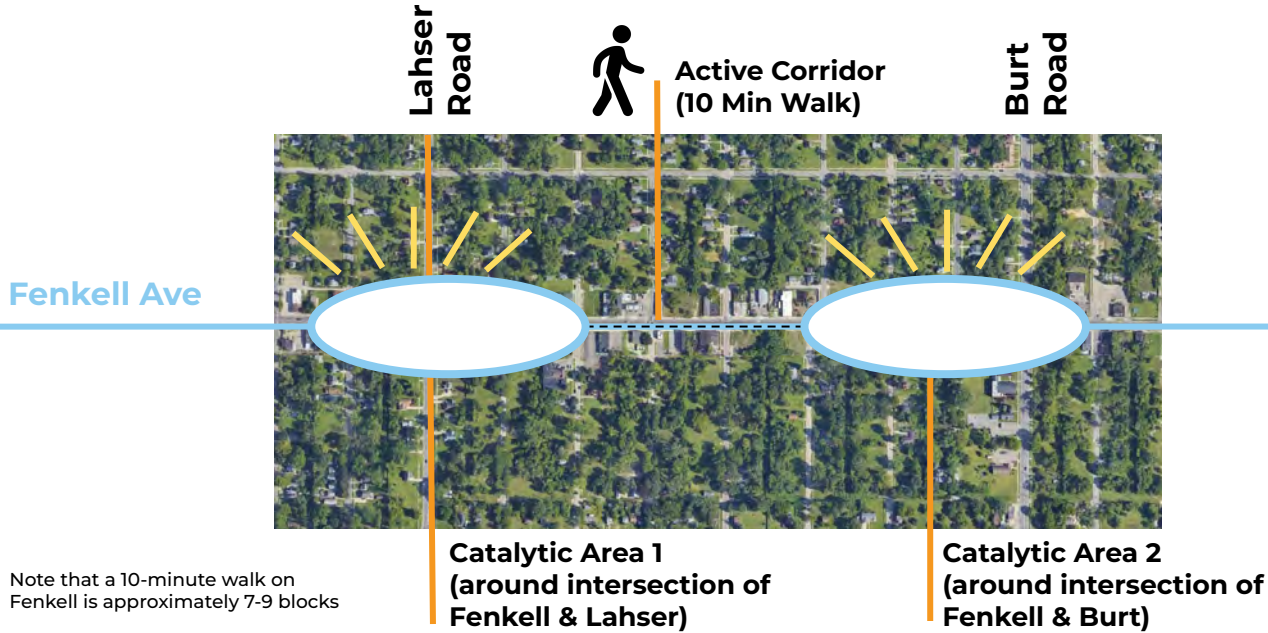 Lahser
Road
Active Corridor
(10 Min Walk)
Burt
Road
Fenkell Ave
Catalytic Area 1
(around intersection of
Fenkell & Lahser)
Catalytic Area 2
(around intersection of
Fenkell & Burt)
Note that a 10-minute walk on
Fenkell is approximately 7-9 blocks